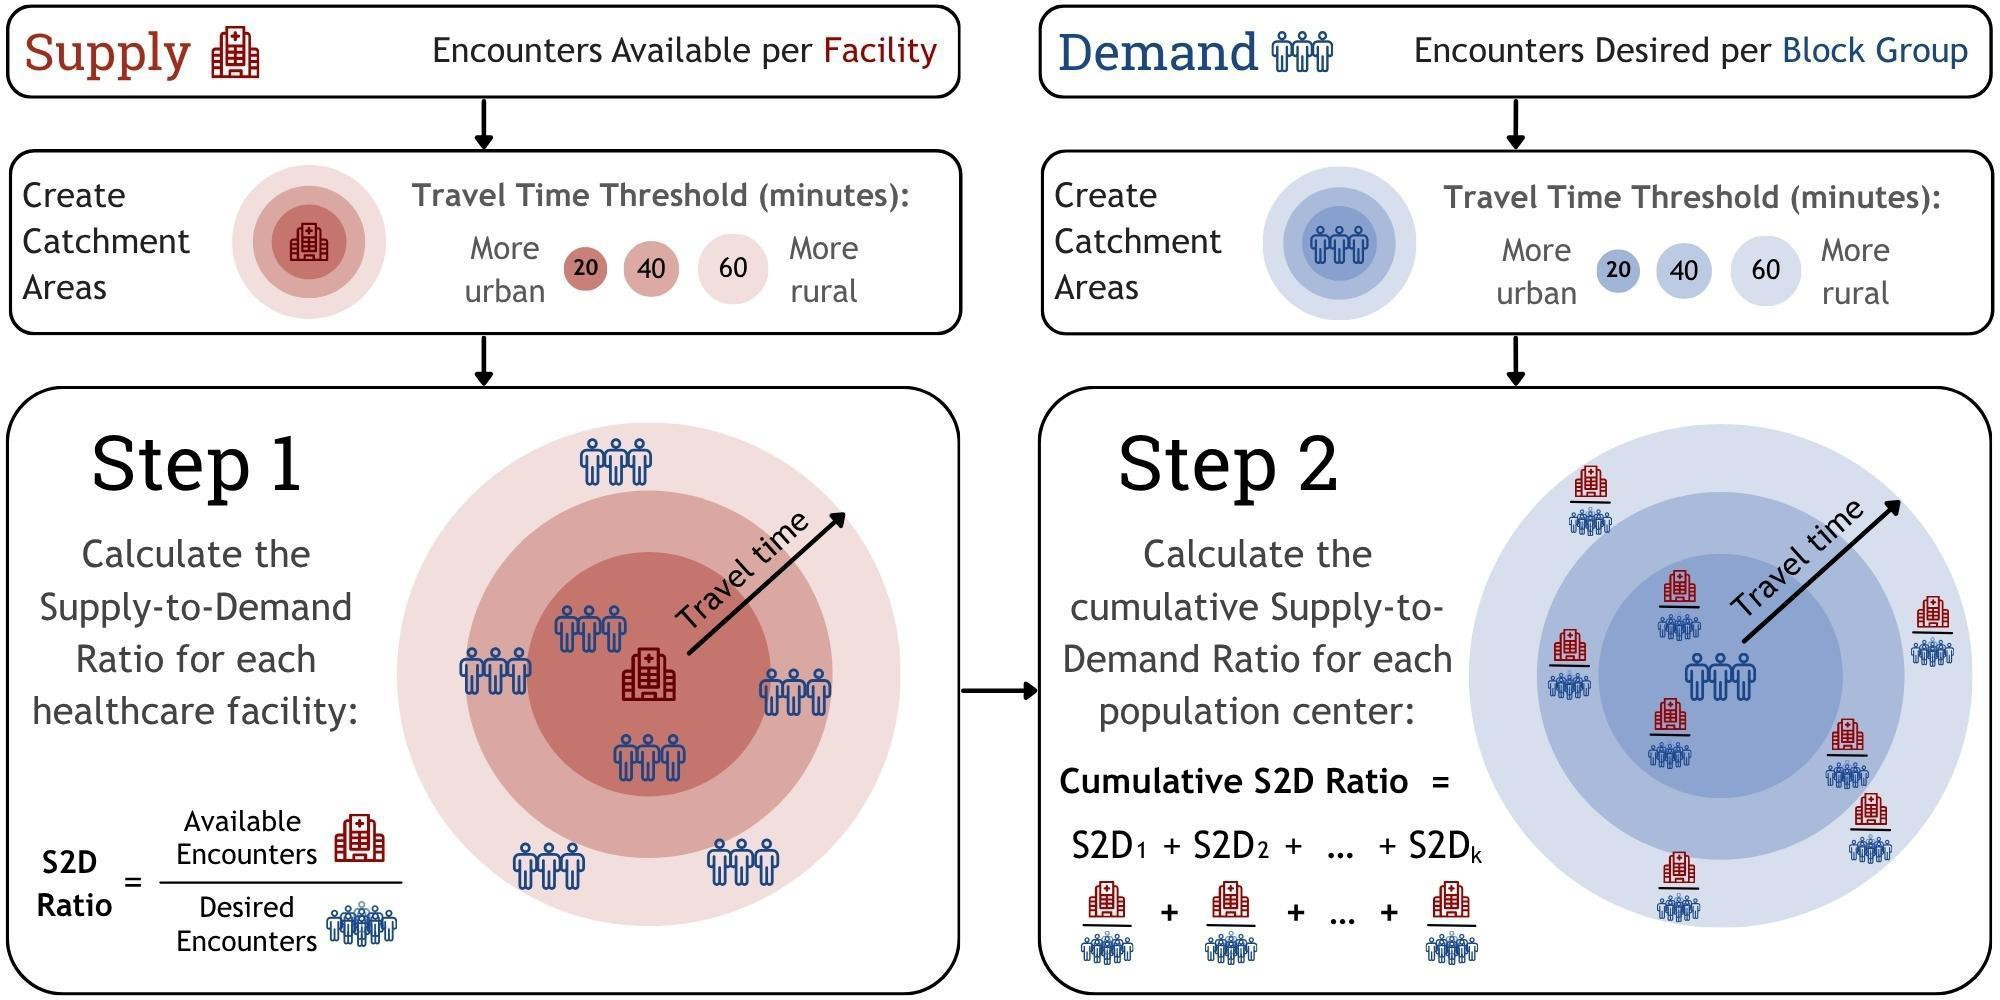 Supply
Encounters Available per Facility
Create
Catchment
Areas
Travel Time Threshold (minutes):
More
urban
20
40
60
More
rural
Step 1
Calculate the
Supply-to-Demand
Ratio for each
healthcare facility:
S2D
Ratio
=
Available
Encounters
Desired
Encounters
Travel time
Demand
Encounters Desired per Block Group
Create
Catchment
Areas
Travel Time Threshold (minutes):
More
urban
20
40
60
More
rural
Step 2
Calculate the
cumulative Supply-to-
Demand Ratio for each
population center:
Cumulative S2D Ratio =
S2D1 + S2D2 + ... + S2Dk
+ + ... +
Travel time